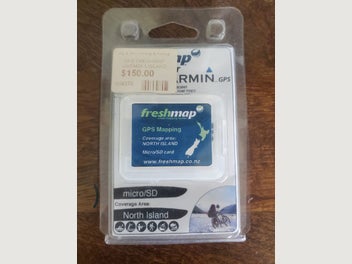 $150.00
map
GARMIN GPS
freshmap
GPS Mapping
Coverage area:
NORTH ISLAND
MicroSD card
www.freshmap.co.nz
micro/SD
Coverage Area:
North Island